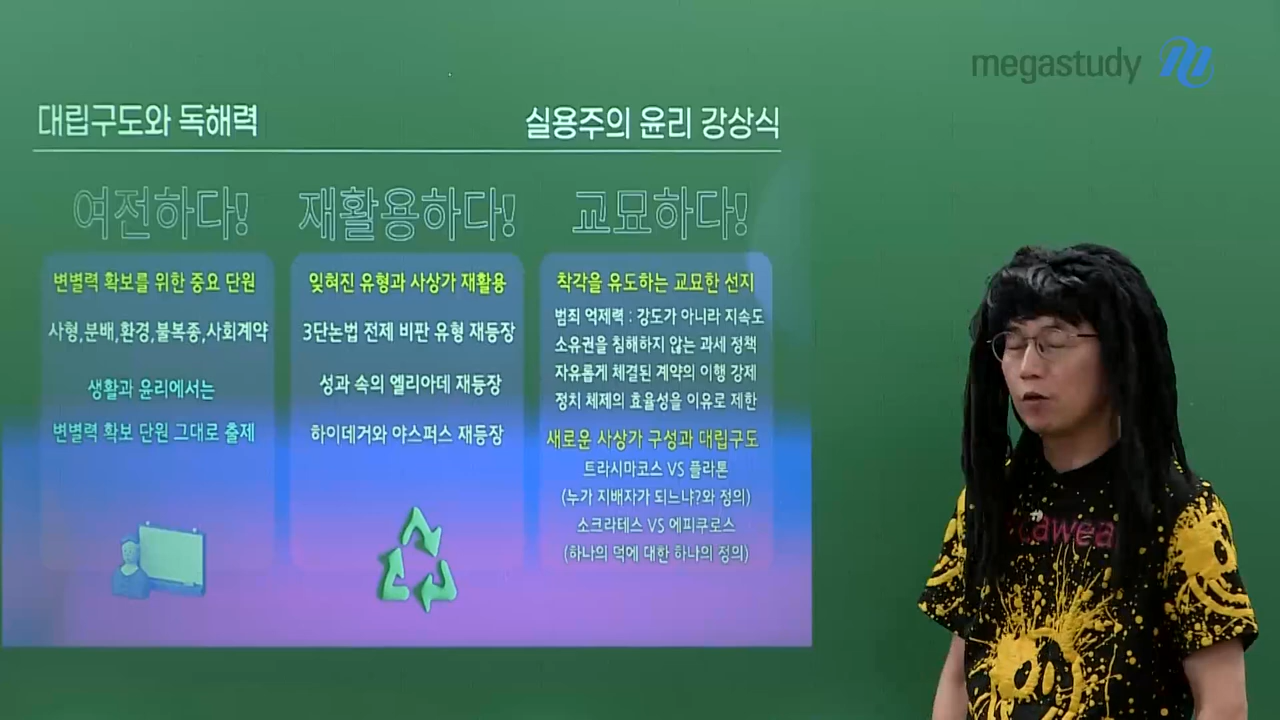 megastudy
대립구도와 독해력
실용주의 윤리 강상식
여전하다!
변별력 확보를 위한 중요 단원
사형,분배,환경,불복종,사회계약
생활과 윤리에서는
변별력 확보 단원 그대로 출제
재활용하다!
잊혀진 유형과 사상가 재활용
3단논법 전제 비판 유형 재등장
성과 속의 엘리아데 재등장
하이데거와 야스퍼스 재등장
교묘하다!
착각을 유도하는 교묘한 선지
범죄 억제력 : 강도가 아니라 지속도
소유권을 침해하지 않는 과세 정책
자유롭게 체결된 계약의 이행 강제
정치 체제의 효율성을 이유로 제한
새로운 사상가 구성과 대립구도
트라시마코스 VS 플라톤
(누가 지배자가 되느냐?와 정의)
소크라테스 VS 에피쿠로스
(하나의 덕에 대한 하나의 정의)